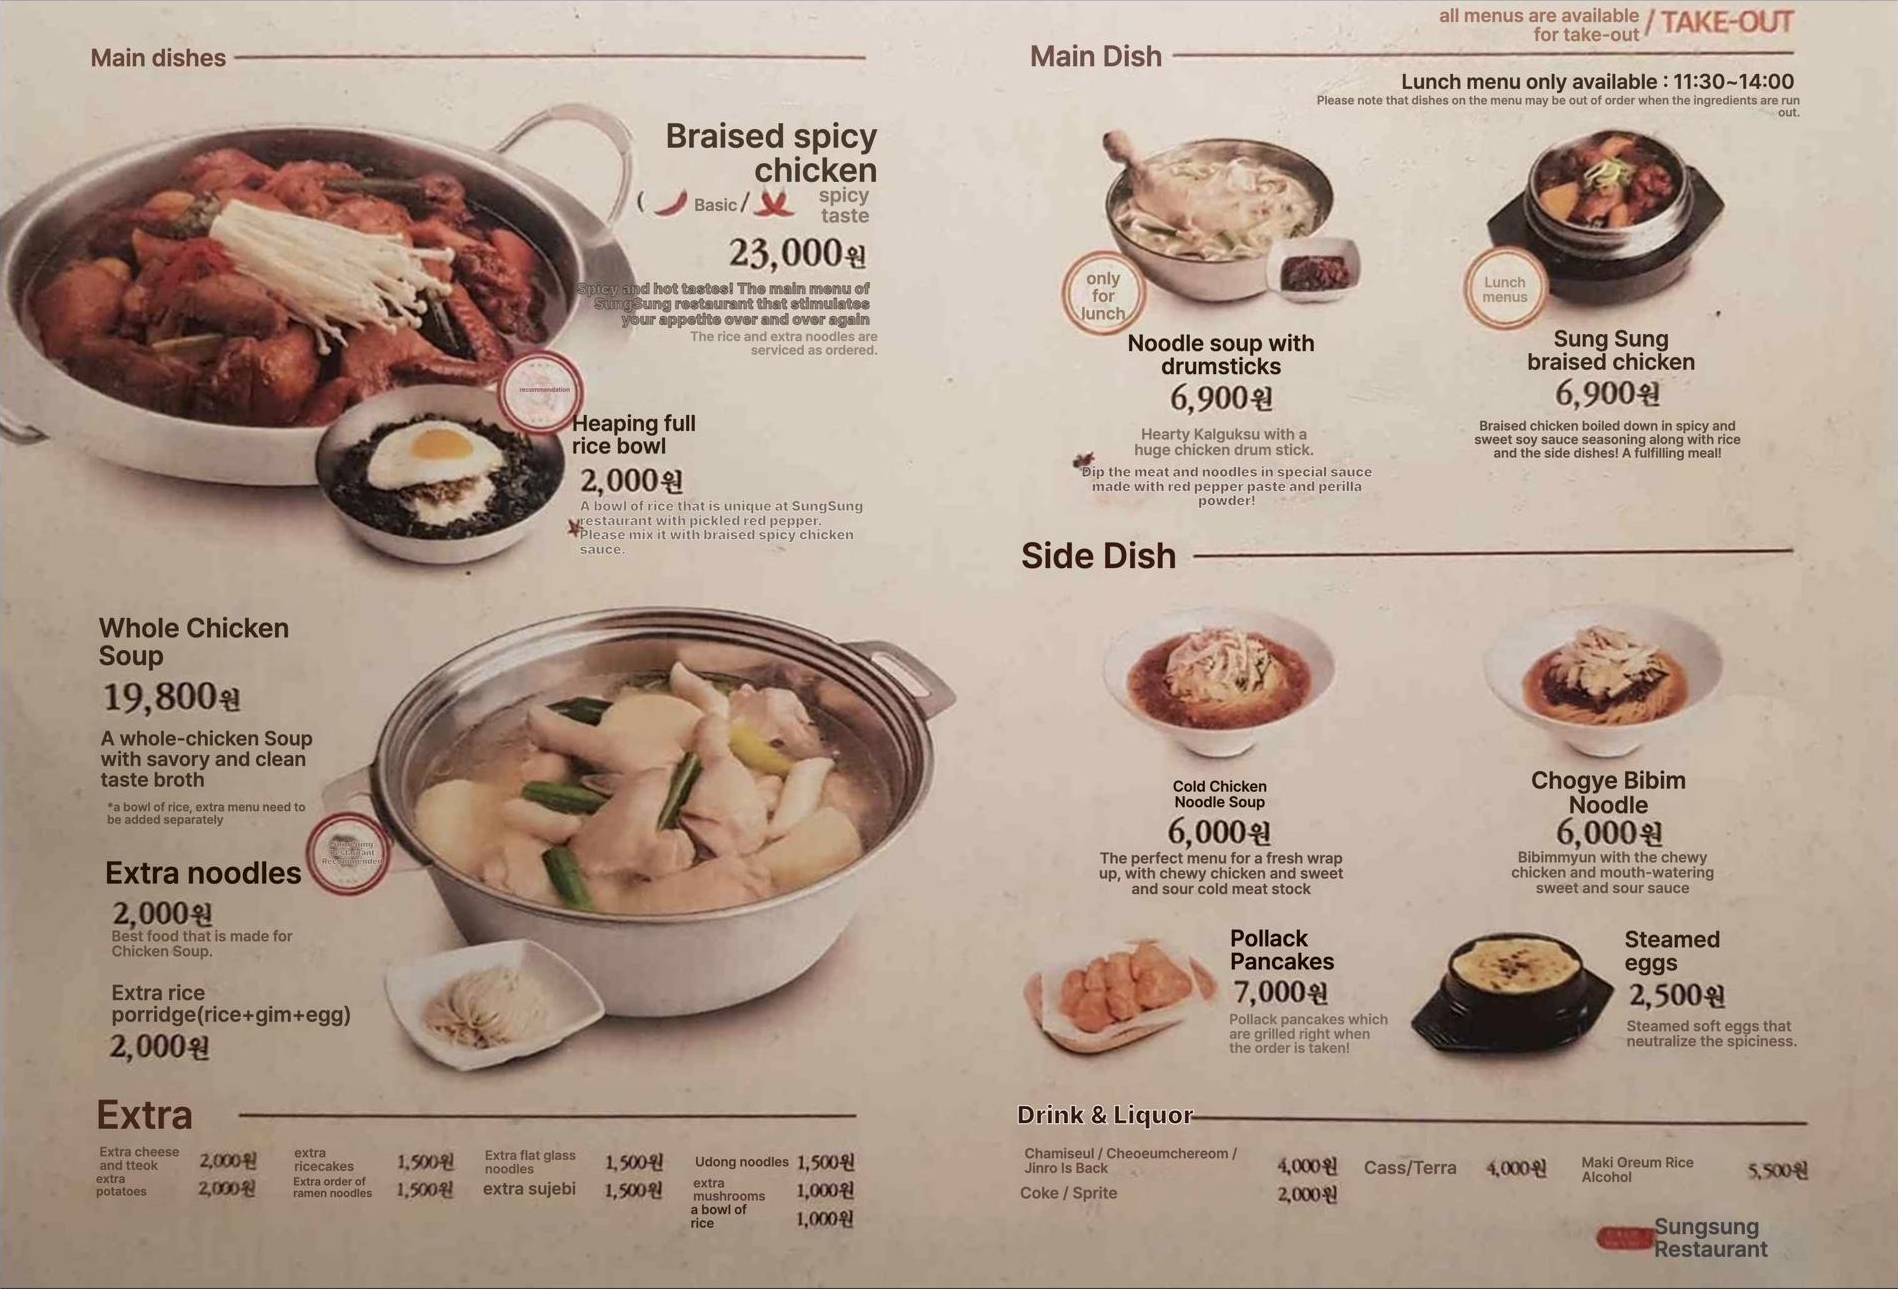 all menus are available
for take-out / TAKE-OUT
Main dishes
Braised spicy
chicken
( Basic / spicy
taste
23,000원
Spicy and hot tastes! The main menu of
SungSung restaurant that stimulates
your appetite over and over again
The rice and extra noodles are
serviced as ordered.
recommendation
Heaping full
rice bowl
2,000원
A bowl of rice that is unique at SungSung
restaurant with pickled red pepper.
Please mix it with braised spicy chicken
sauce.
Whole Chicken
Soup
19,800원
A whole-chicken Soup
with savory and clean
taste broth
*a bowl of rice, extra menu need to
be added separately
Extra noodles
2,000원
Best food that is made for
Chicken Soup.
Extra rice
porridge(rice+gim+egg)
2,000원
Extra
Extra cheese
and tteok
2,000원
extra
potatoes
2,000원
extra
ricecakes
1,500원
Extra order of
ramen noodles
1,500원
Extra flat glass
noodles
1,500원
extra sujebi
1,500원
Udong noodles 1,500원
extra
mushrooms
1,000원
a bowl of
rice
1,000원
Main Dish
Lunch menu only available : 11:30~14:00
Please note that dishes on the menu may be out of order when the ingredients are run
out.
only
for
lunch
Noodle soup with
drumsticks
6,900원
Hearty Kalguksu with a
huge chicken drum stick.
Dip the meat and noodles in special sauce
made with red pepper paste and perilla
powder!
Lunch
menus
Sung Sung
braised chicken
6,900원
Braised chicken boiled down in spicy and
sweet soy sauce seasoning along with rice
and the side dishes! A fulfilling meal!
Side Dish
Cold Chicken
Noodle Soup
6,000원
The perfect menu for a fresh wrap
up, with chewy chicken and sweet
and sour cold meat stock
Chogye Bibim
Noodle
6,000원
Bibimmyun with the chewy
chicken and mouth-watering
sweet and sour sauce
Pollack
Pancakes
7,000원
Pollack pancakes which
are grilled right when
the order is taken!
Steamed
eggs
2,500원
Steamed soft eggs that
neutralize the spiciness.
Drink & Liquor
Chamiseul / Cheoeumchereom /
Jinro Is Back
4,000원
Coke / Sprite
2,000원
Cass/Terra 4,000원
Maki Oreum Rice
Alcohol
5,500원
Sungsung
Restaurant